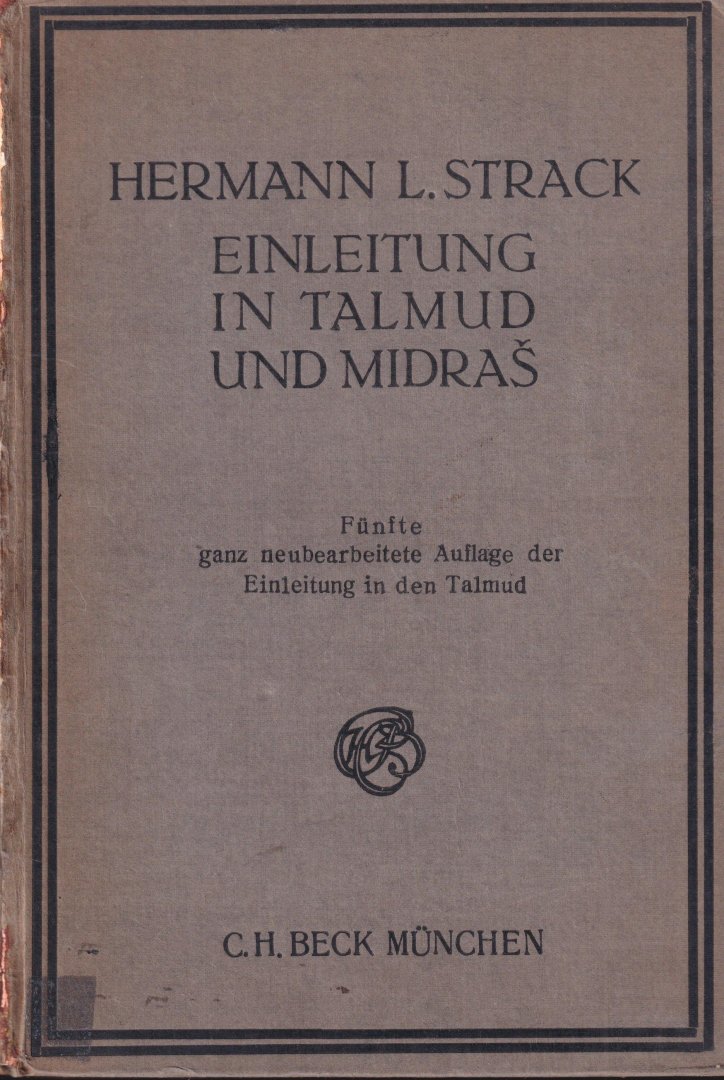 HERMANN L. STRACK
EINLEITUNG
IN TALMUD
UND MIDRAŠ
Fünfte
ganz neubearbeitete Auflage der
Einleitung in den Talmud
C. H. BECK MÜNCHEN